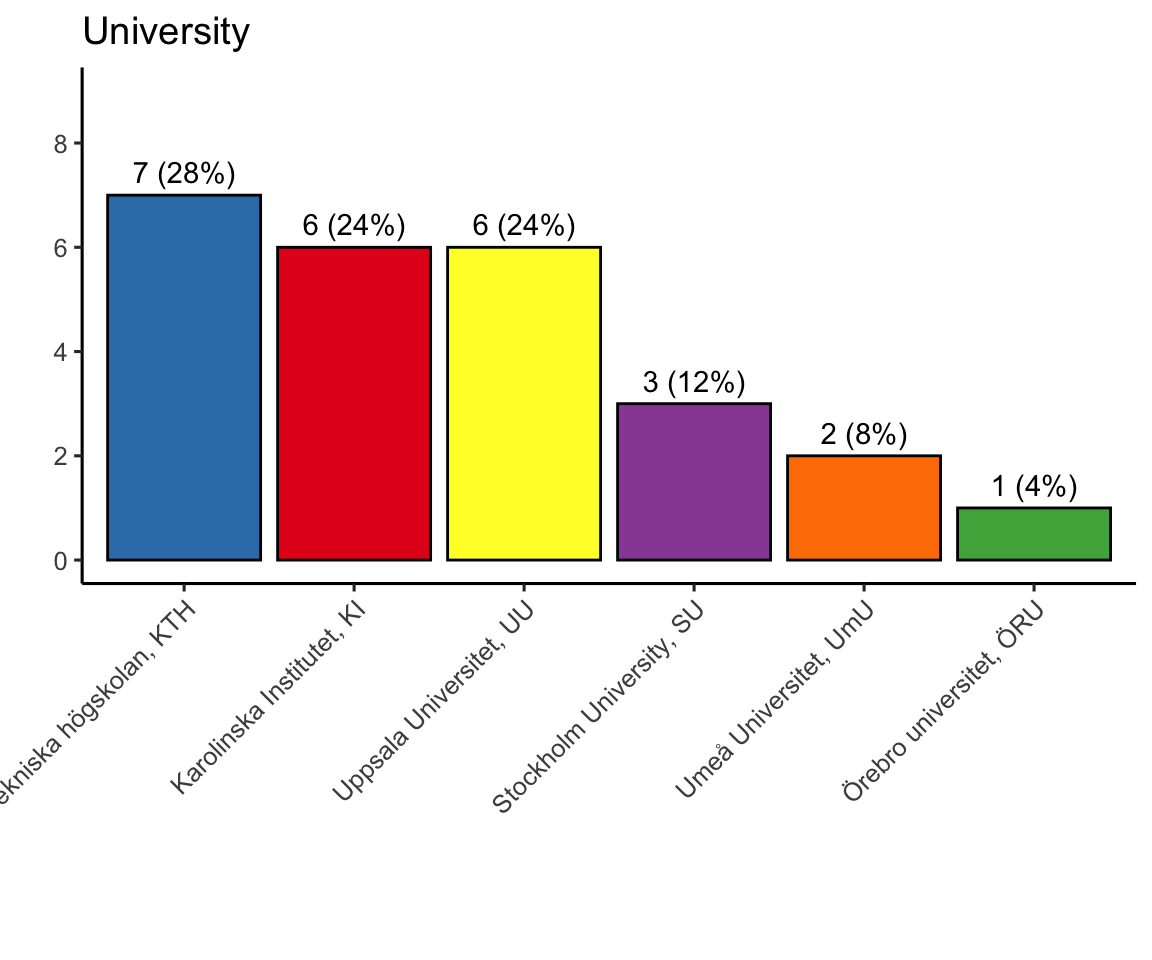 University
8
6
4
2
0
7 (28%)
6 (24%)
6 (24%)
3 (12%)
2 (8%)
1 (4%)
högskolan, KTH
Karolinska Institutet, KI
Uppsala Universitet, UU
Stockholm University, SU
Umeå Universitet, UmU
Örebro universitet, ÖRU